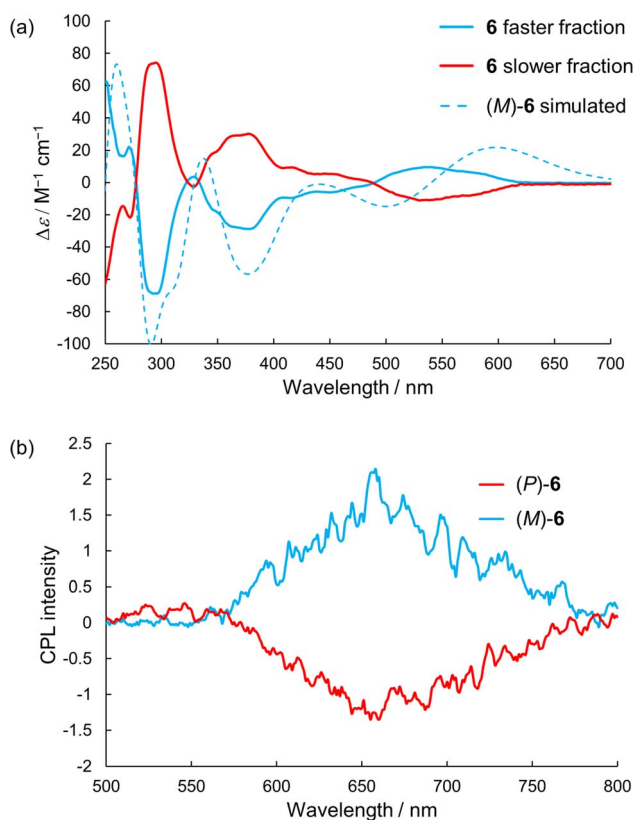 (a)
6 faster fraction
6 slower fraction
(M)-6 simulated
Δε / M⁻¹ cm⁻¹
100
80
60
40
20
0
-20
-40
-60
-80
-100
250 300 350 400 450 500 550 600 650 700
Wavelength / nm
(b)
(P)-6
(M)-6
CPL intensity
2.5
2
1.5
1
0.5
0
-0.5
-1
-1.5
-2
500 550 600 650 700 750 800
Wavelength / nm